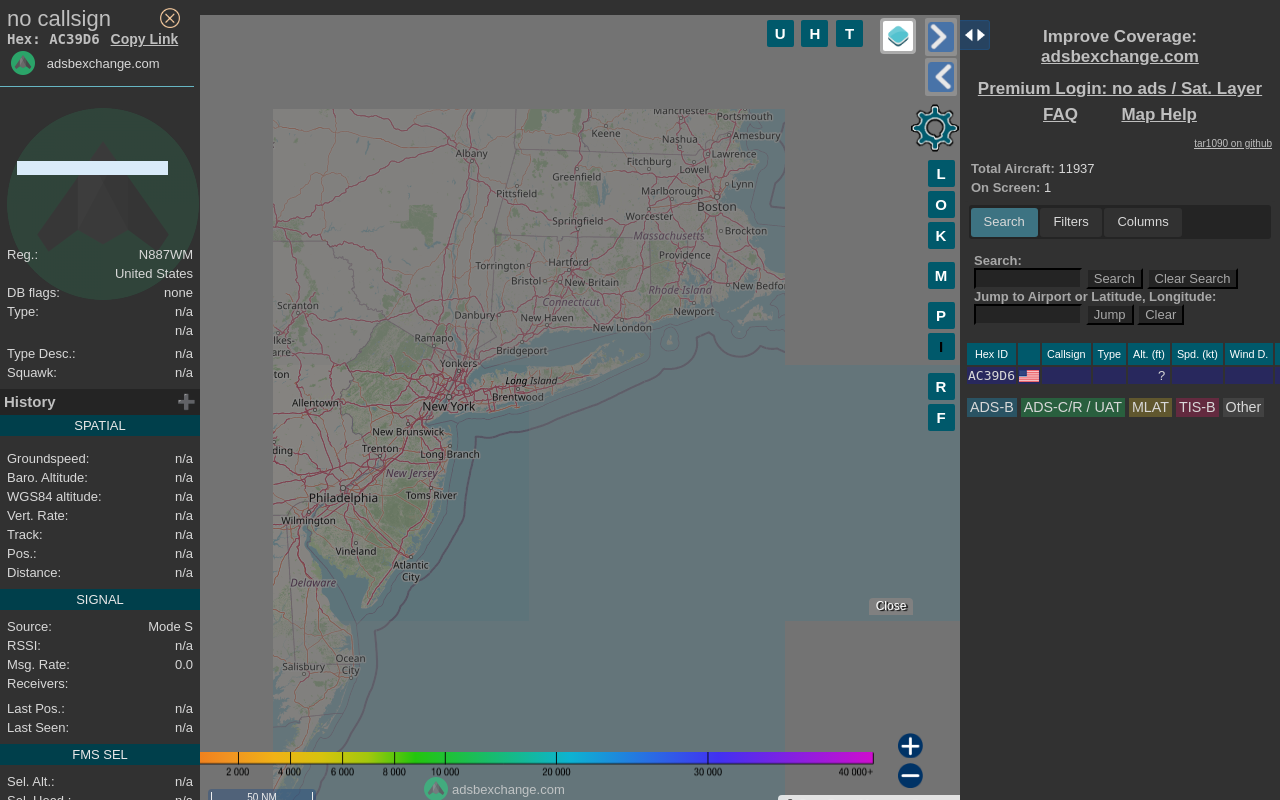 no callsign
Hex: AC39D6 Copy Link
adsbexchange.com
Reg.: N887WM
United States
DB flags: none
Type: n/a
n/a
Type Desc.: n/a
Squawk: n/a
History
SPATIAL
Groundspeed: n/a
Baro. Altitude: n/a
WGS84 altitude: n/a
Vert. Rate: n/a
Track: n/a
Pos.: n/a
Distance: n/a
SIGNAL
Source: Mode S
RSSI: n/a
Msg. Rate: 0.0
Receivers:
Last Pos.: n/a
Last Seen: n/a
FMS SEL
Sel. Alt.: n/a
U H T
L
O
K
M
P
I
R
F
Manchester
Portsmouth
Keene
Nashua
Amesbury
Albany
Fitchburg
Lawrence
Greenfield
Lowell
Pittsfield
Marlborough
Lynn
Springfield
Worcester
Boston
Massachusetts
Brockton
Torrington
Hartford
Providence
Bristol
New Britain
Rhode Island
New Bedfor
Scranton
Connecticut
Danbury
New Haven
Newport
New London
Ramapo
Bridgeport
Yonkers
Long Island
Brentwood
Allentown
New York
New Brunswick
Trenton
Long Branch
New Jersey
Philadelphia
Toms River
Wilmington
Vineland
Atlantic
City
Delaware
Ocean
City
Salisbury
Close
2 000 4 000 6 000 8 000 10 000 20 000 30 000 40 000+
adsbexchange.com
50 NM
Improve Coverage:
adsbexchange.com
Premium Login: no ads / Sat. Layer
FAQ Map Help
tar1090 on github
Total Aircraft: 11937
On Screen: 1
Search Filters Columns
Search:
Search Clear Search
Jump to Airport or Latitude, Longitude:
Jump Clear
Hex ID Callsign Type Alt. (ft) Spd. (kt) Wind D.
AC39D6 ?
ADS-B ADS-C/R / UAT MLAT TIS-B Other